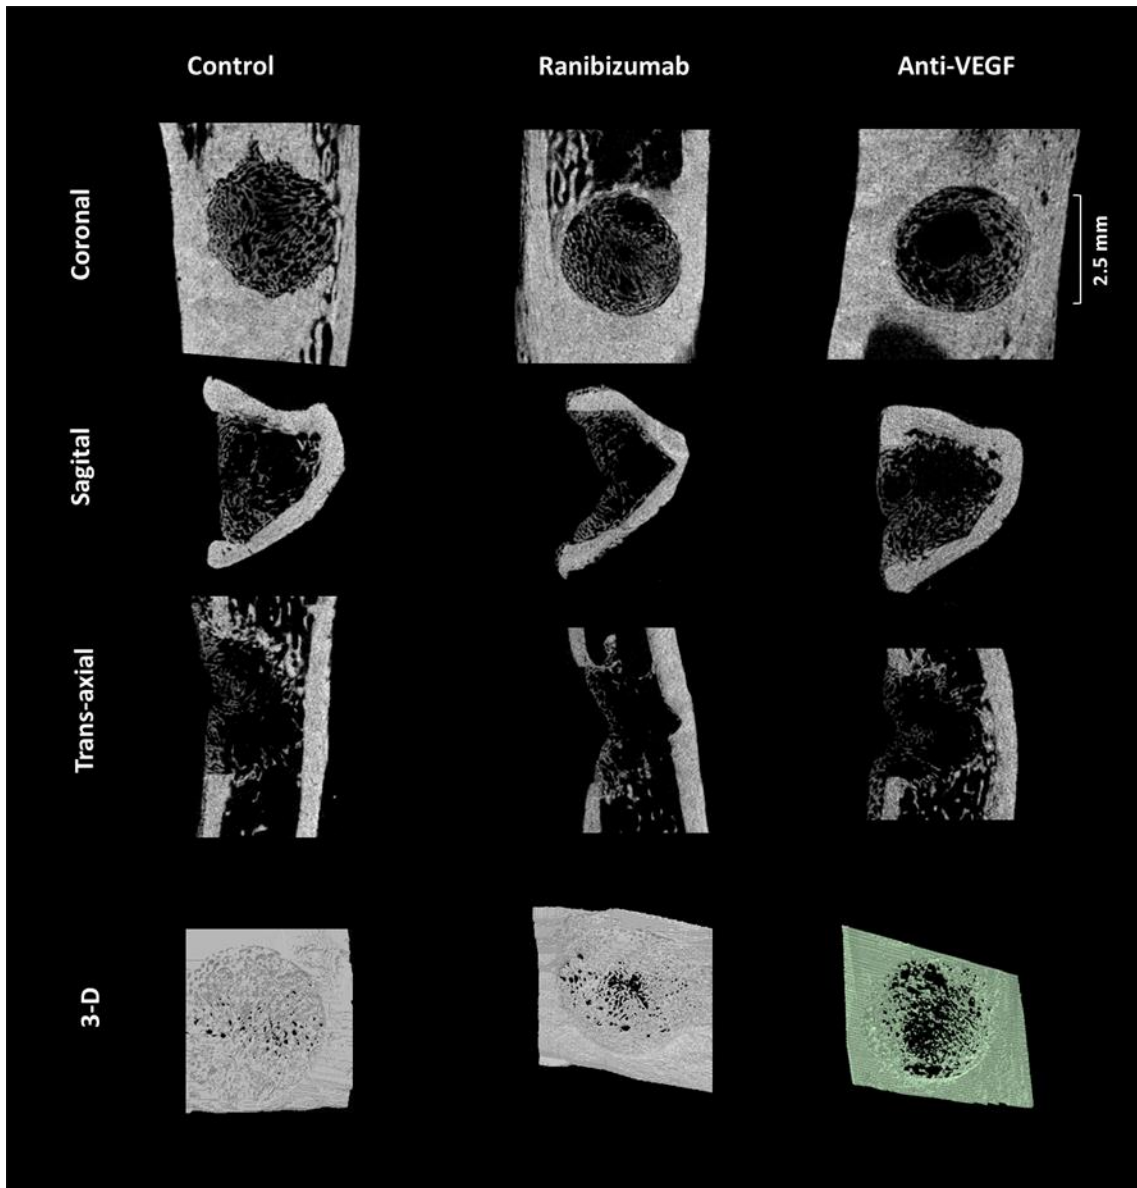 Control
Ranibizumab
Anti-VEGF
Coronal
2.5 mm
Sagital
Trans-axial
3-D